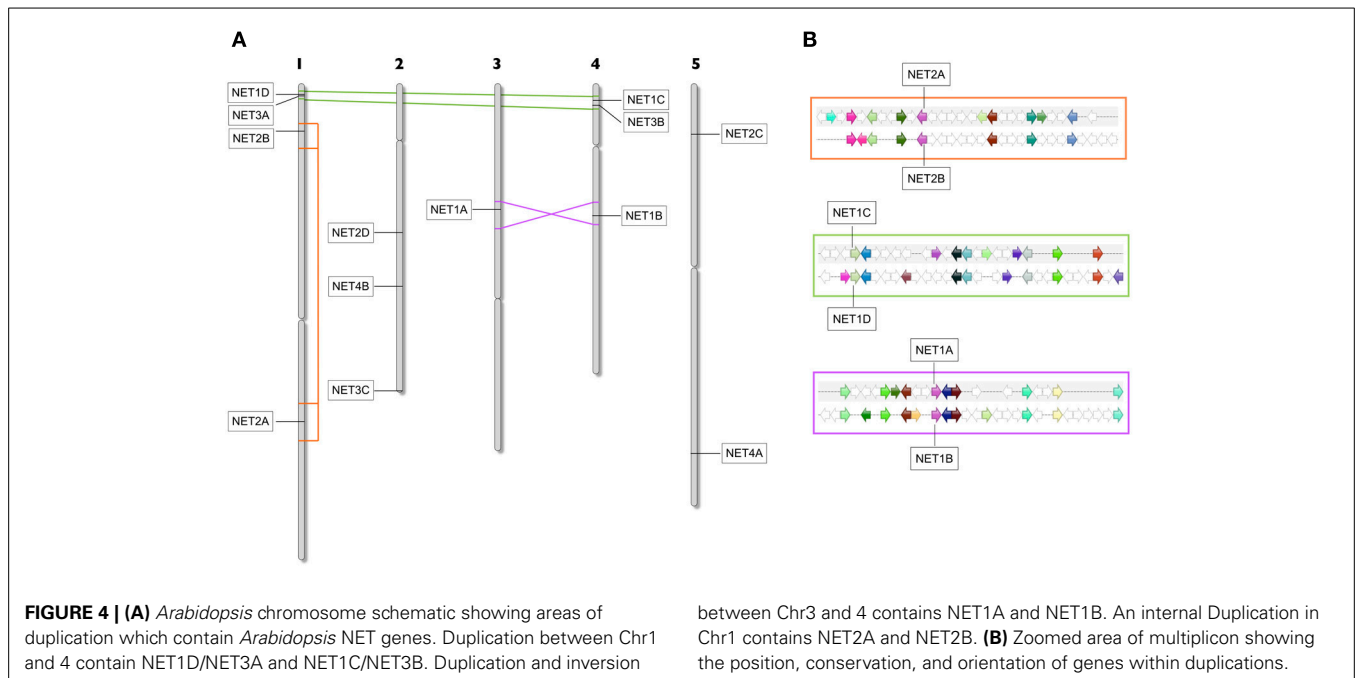 A
B
1 2 3 4 5
NET1D
NET3A
NET2B
NET2A
NET2D
NET4B
NET3C
NET1A
NET1C
NET3B
NET1B
NET2C
NET4A
NET2A
NET2B
NET1C
NET1D
NET1A
NET1B
FIGURE 4 | (A) Arabidopsis chromosome schematic showing areas of
duplication which contain Arabidopsis NET genes. Duplication between Chr1
and 4 contain NET1D/NET3A and NET1C/NET3B. Duplication and inversion
between Chr3 and 4 contains NET1A and NET1B. An internal Duplication in
Chr1 contains NET2A and NET2B. (B) Zoomed area of multiplicon showing
the position, conservation, and orientation of genes within duplications.